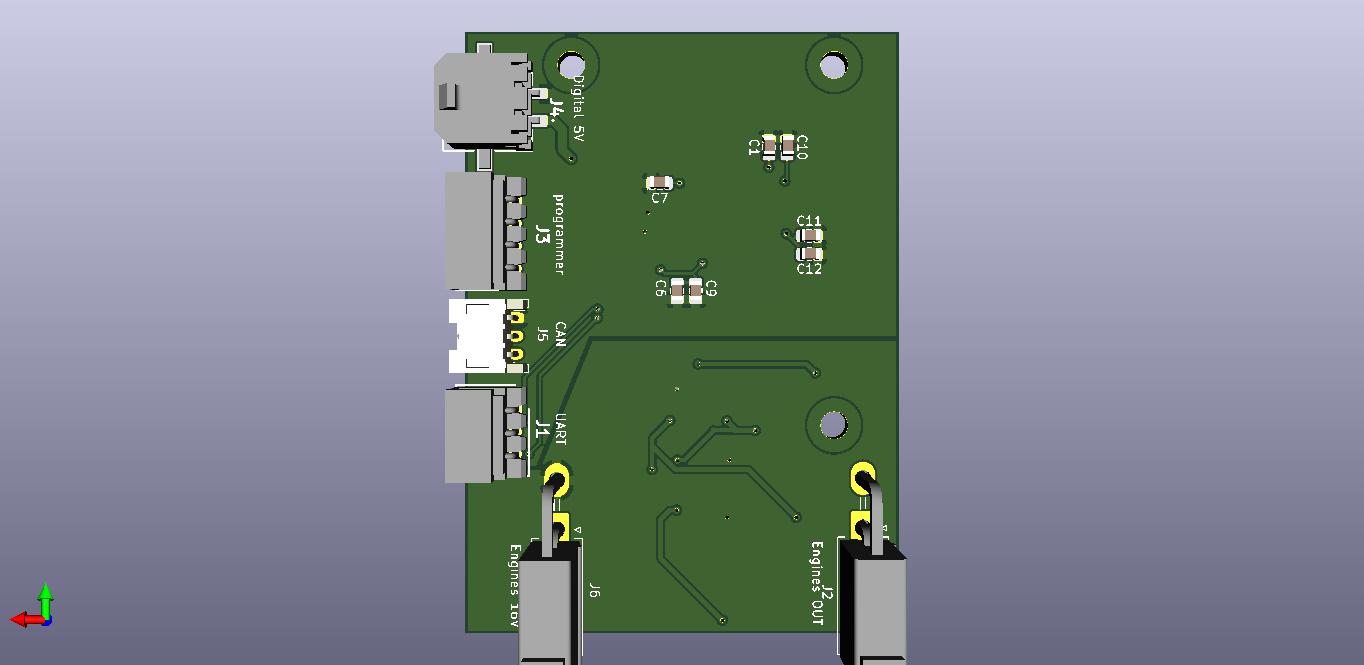 Digital 5V
J4.
C1
C10
C7
programmer
J3
C11
C12
C6
C9
CAN
J5
UART
J1
Engines 16V
J6
Engines OUT
J2